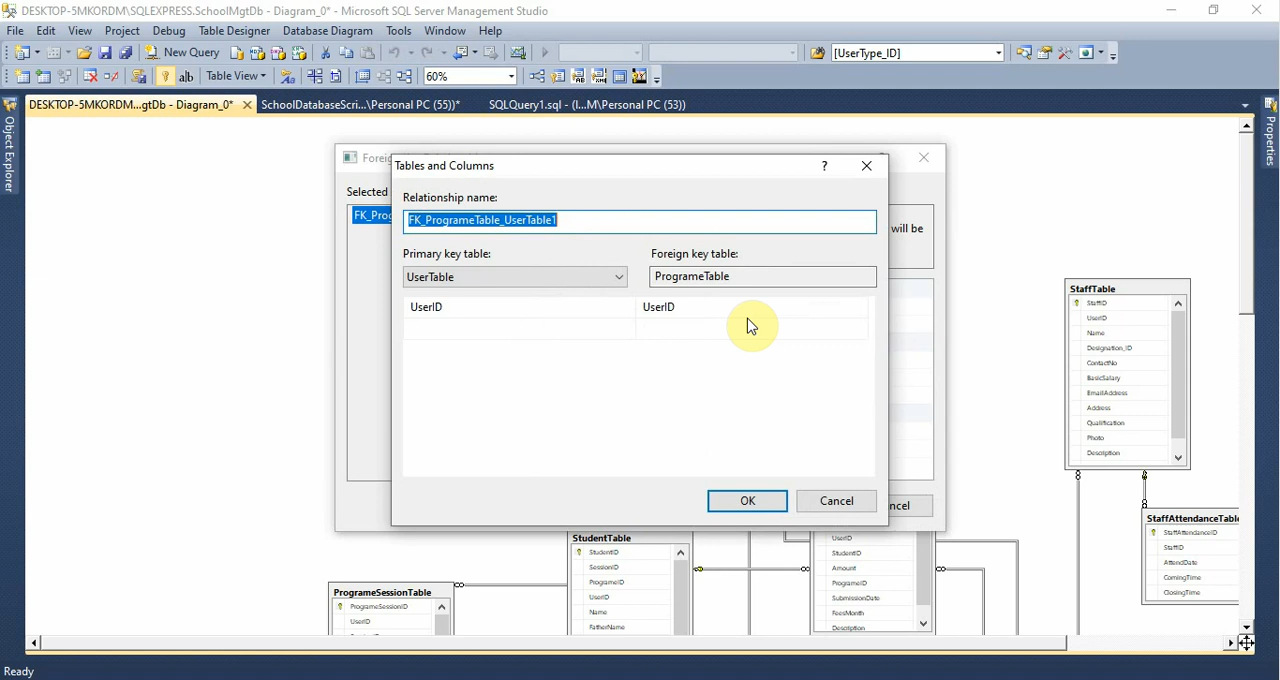 DESKTOP-5MKORDM\SQLEXPRESS.SchoolMgtDb - Diagram_0* - Microsoft SQL Server Management Studio
File Edit View Project Debug Table Designer Database Diagram Tools Window Help
New Query [UserType_ID]
Table View 60%
DESKTOP-5MKORDM...gtDb - Diagram_0* SchoolDatabaseScri...\Personal PC (55))* SQLQuery1.sql - (l...M\Personal PC (53))
Object Explorer
Properties
Tables and Columns
Selected
FK_Prog
will be
Relationship name:
FK_ProgrameTable_UserTable1
Primary key table: Foreign key table:
UserTable ProgrameTable
UserID UserID
OK Cancel
ncel
StaffTable
StaffID
UserID
Name
Designation_ID
ContactNo
BasicSalary
EmailAddress
Address
Qualification
Photo
Description
StaffAttendanceTable
StaffAttendanceID
StaffID
AttendDate
ComingTime
ClosingTime
StudentTable
StudentID
SessionID
ProgrameID
UserID
Name
FatherName
UserID
StudentID
Amount
ProgrameID
SubmissionDate
FeesMonth
Description
ProgrameSessionTable
ProgrameSessionID
UserID
Ready